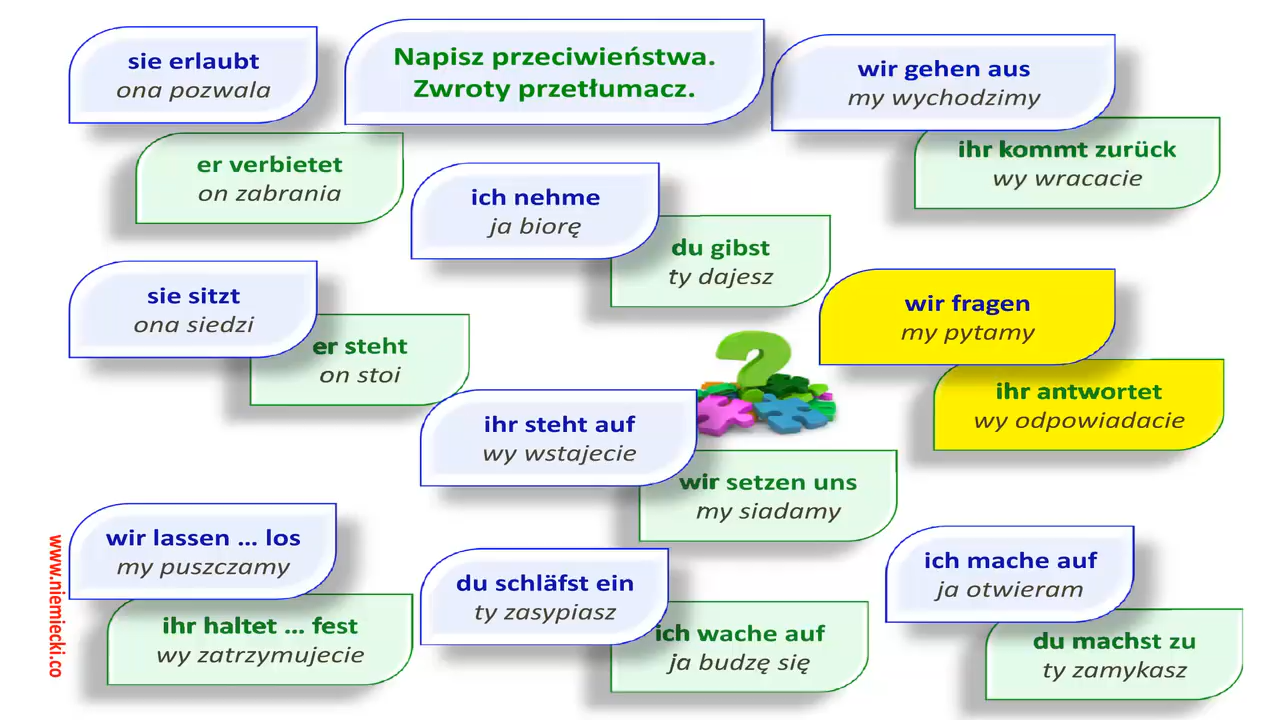 sie erlaubt
ona pozwala
Napisz przeciwieństwa.
Zwroty przetłumacz.
wir gehen aus
my wychodzimy
er verbietet
on zabrania
ihr kommt zurück
wy wracacie
ich nehme
ja biorę
du gibst
ty dajesz
sie sitzt
ona siedzi
er steht
on stoi
wir fragen
my pytamy
ihr antwortet
wy odpowiadacie
ihr steht auf
wy wstajecie
wir setzen uns
my siadamy
wir lassen ... los
my puszczamy
ihr haltet ... fest
wy zatrzymujecie
du schläfst ein
ty zasypiasz
ich wache auf
ja budzę się
ich mache auf
ja otwieram
du machst zu
ty zamykasz
www.niemiecki.co